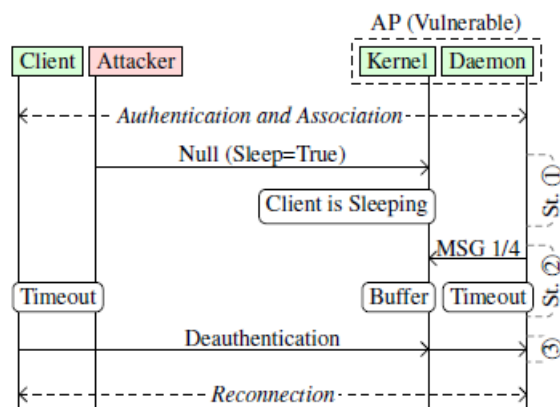 AP (Vulnerable)
Client Attacker Kernel Daemon
Authentication and Association
Null (Sleep=True)
St. ①
Client is Sleeping
MSG 1/4
St. ②
Timeout Buffer Timeout
Deauthentication
③
Reconnection